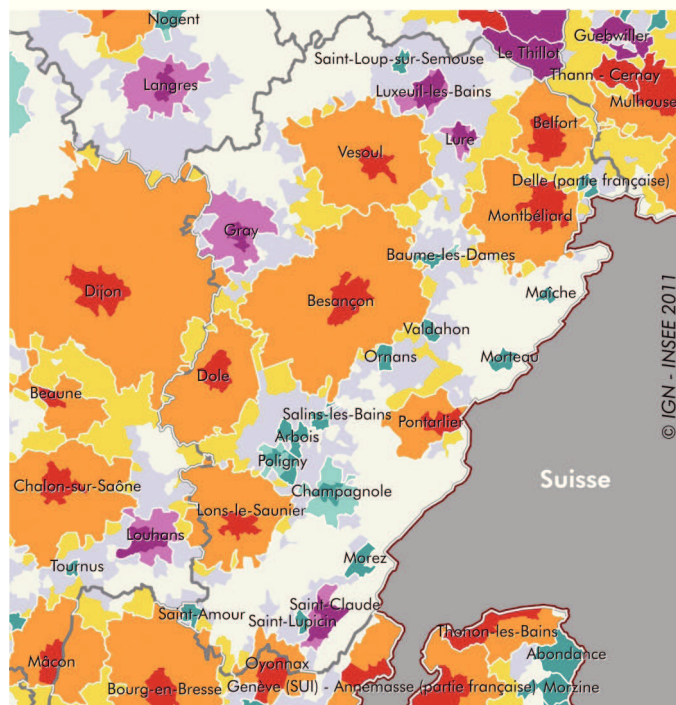 Nogent
Guebwiller
Le Thillot
Saint-Loup-sur-Semouse
Thann - Cernay
Langres
Luxeuil-les-Bains
Mulhouse
Belfort
Lure
Vesoul
Delle (partie française)
Montbéliard
Gray
Baume-les-Dames
Dijon
Besançon
Maîche
Valdahon
Ornans
Morteau
Dole
Beaune
Salins-les-Bains
Pontarlier
Arbois
Poligny
Suisse
Chalon-sur-Saône
Champagnole
Lons-le-Saunier
Louhans
Morez
Tournus
Saint-Claude
Saint-Amour
Saint-Lupicin
Thonon-les-Bains
Abondance
Mâcon
Oyonnax
Bourg-en-Bresse
Genève (SUI) - Annemasse (partie française)
Morzine
© IGN - INSEE 2011